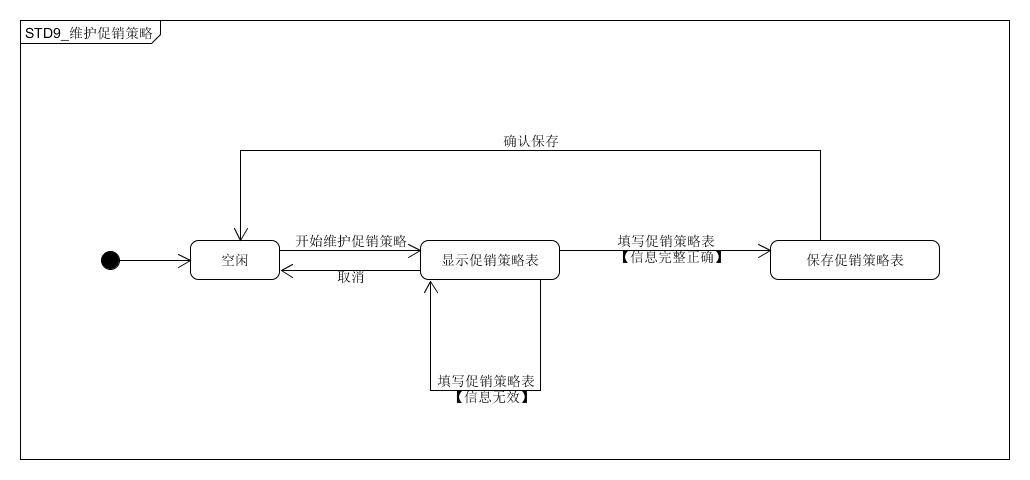 STD9_维护促销策略
确认保存
开始维护促销策略
填写促销策略表
【信息完整正确】
空闲
显示促销策略表
保存促销策略表
取消
填写促销策略表
【信息无效】